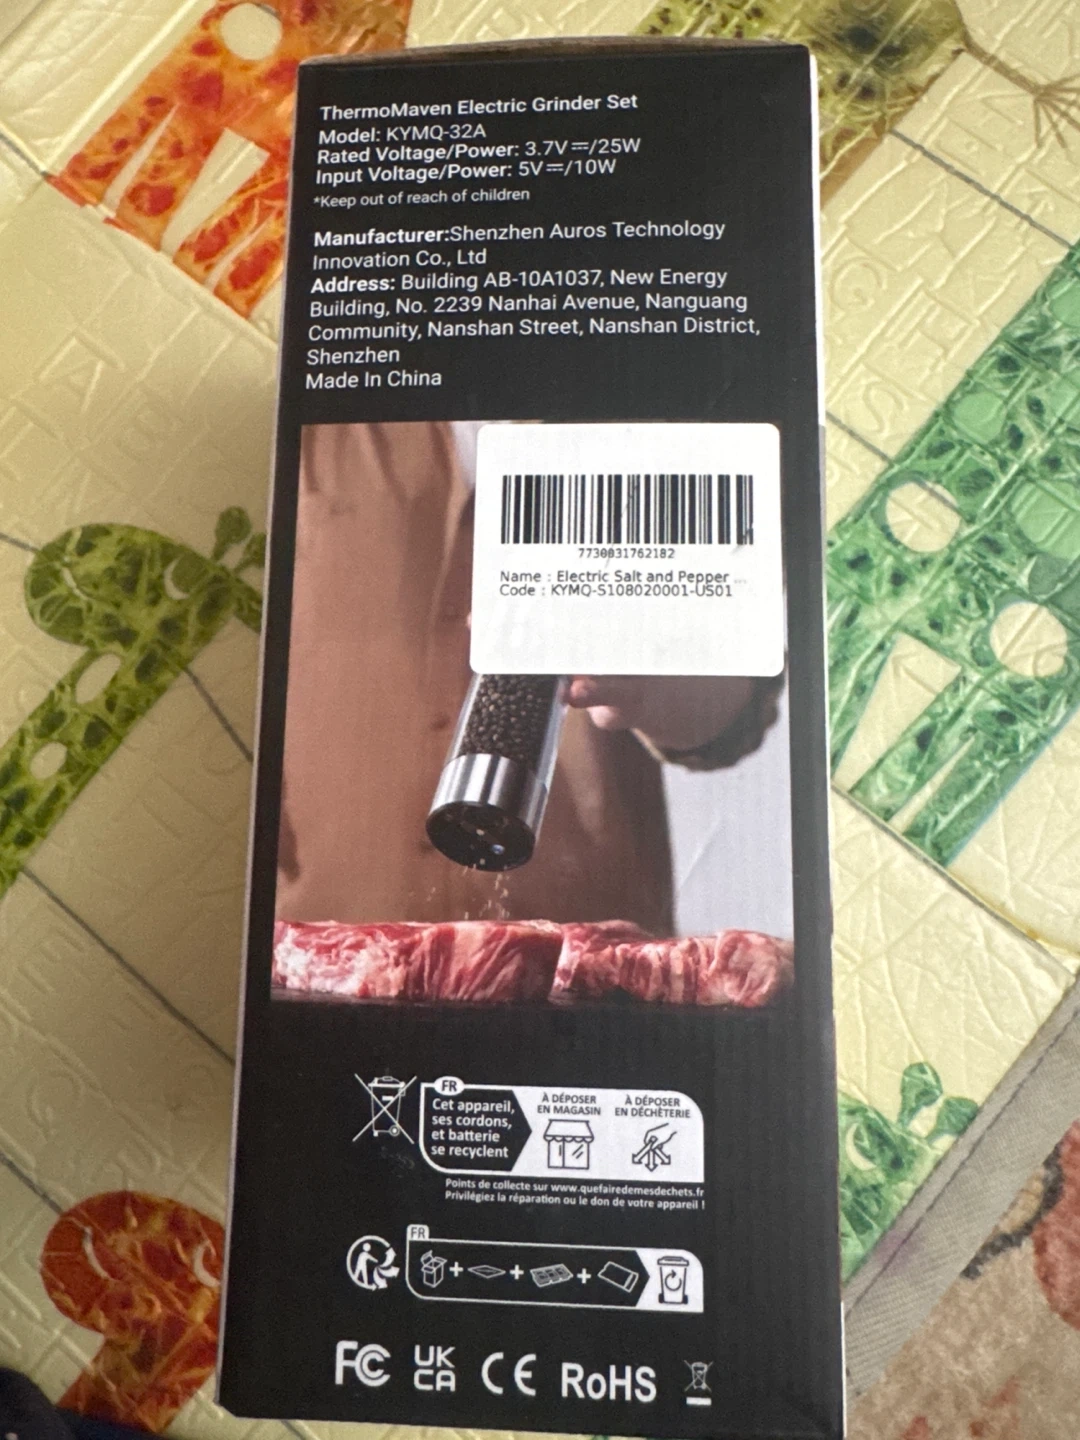 ThermoMaven Electric Grinder Set
Model: KYMQ-32A
Rated Voltage/Power: 3.7V⎓/25W
Input Voltage/Power: 5V⎓/10W
*Keep out of reach of children
Manufacturer:Shenzhen Auros Technology
Innovation Co., Ltd
Address: Building AB-10A1037, New Energy
Building, No. 2239 Nanhai Avenue, Nanguang
Community, Nanshan Street, Nanshan District,
Shenzhen
Made In China
7730031762182
Name : Electric Salt and Pepper ...
Code : KYMQ-S108020001-US01
FR
Cet appareil,
ses cordons,
et batterie
se recyclent
À DÉPOSER
EN MAGASIN
À DÉPOSER
EN DÉCHÈTERIE
Points de collecte sur www.quefairedemesdechets.fr
Privilégiez la réparation ou le don de votre appareil !
FR
FC
UK
CA
CE
RoHS